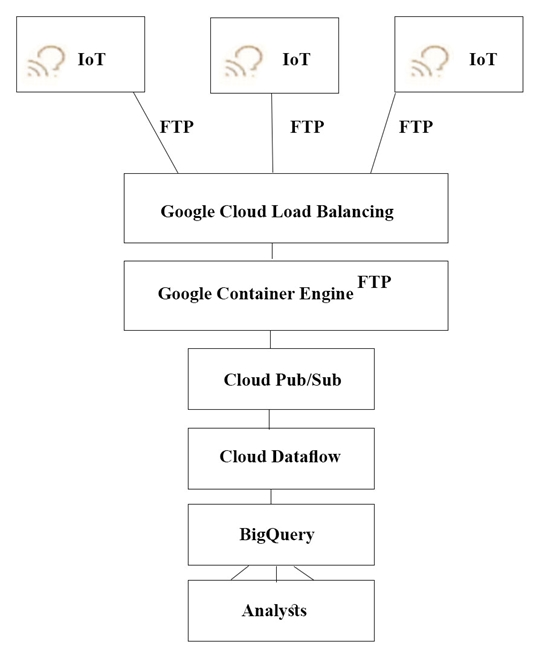 IoT
IoT
IoT
FTP
FTP
FTP
Google Cloud Load Balancing
Google Container Engine FTP
Cloud Pub/Sub
Cloud Dataflow
BigQuery
Analysts